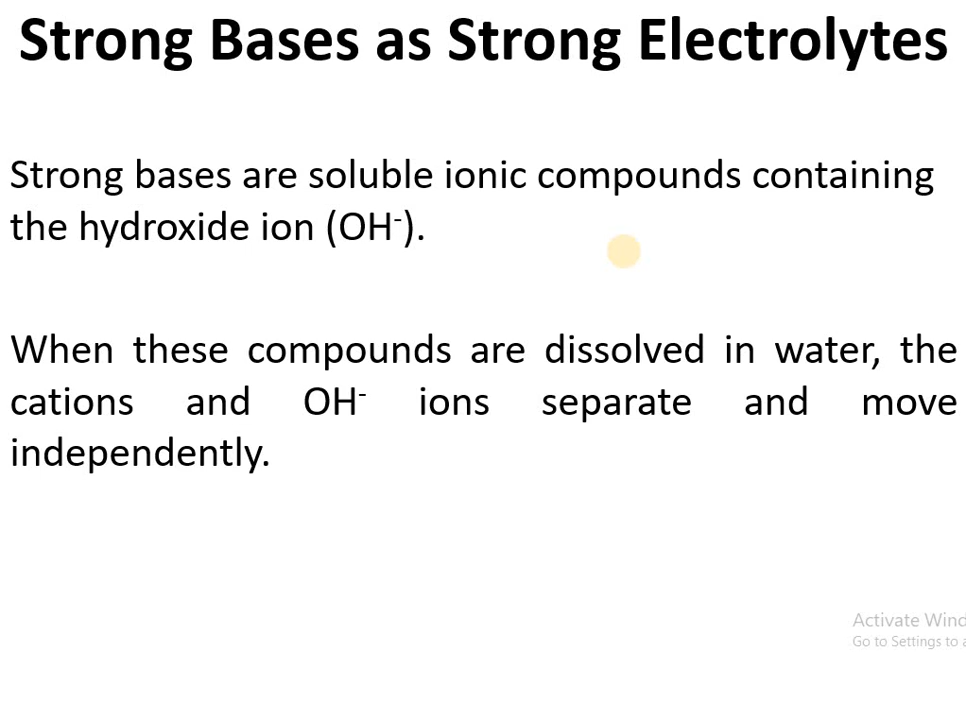 Strong Bases as Strong Electrolytes
Strong bases are soluble ionic compounds containing
the hydroxide ion (OH⁻).
When these compounds are dissolved in water, the
cations and OH⁻ ions separate and move
independently.
Activate Wind
Go to Settings to a